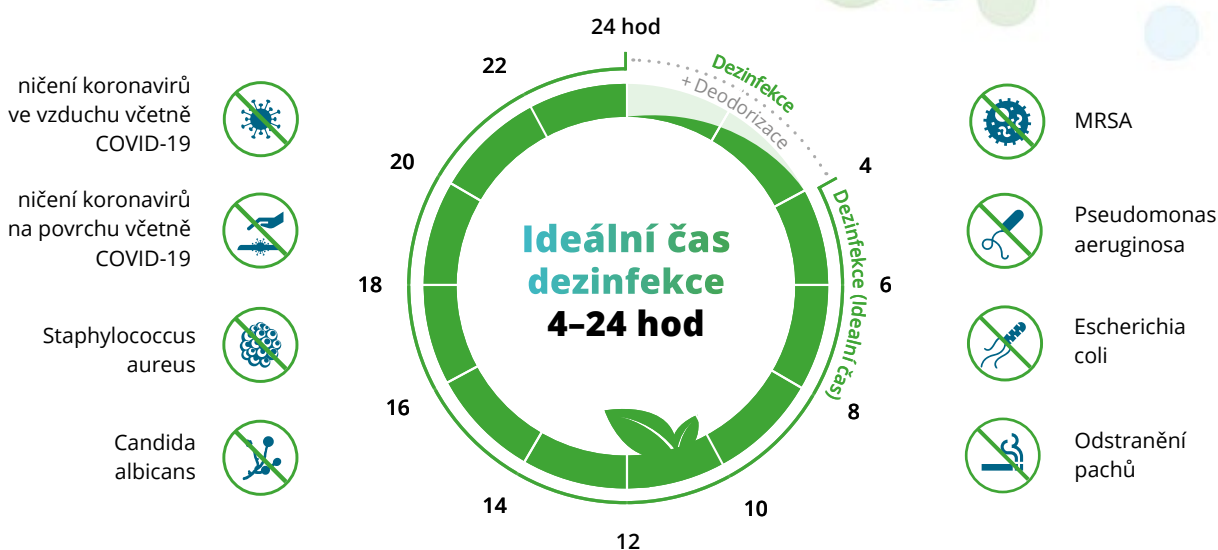 ničení koronavirů
ve vzduchu včetně
COVID-19
ničení koronavirů
na povrchu včetně
COVID-19
Staphylococcus
aureus
Candida
albicans
24 hod
22
20
18
16
14
12
10
8
6
4
Dezinfekce
+ Deodorizace
Dezinfekce (Idealní čas)
Ideální čas
dezinfekce
4–24 hod
MRSA
Pseudomonas
aeruginosa
Escherichia
coli
Odstranění
pachů